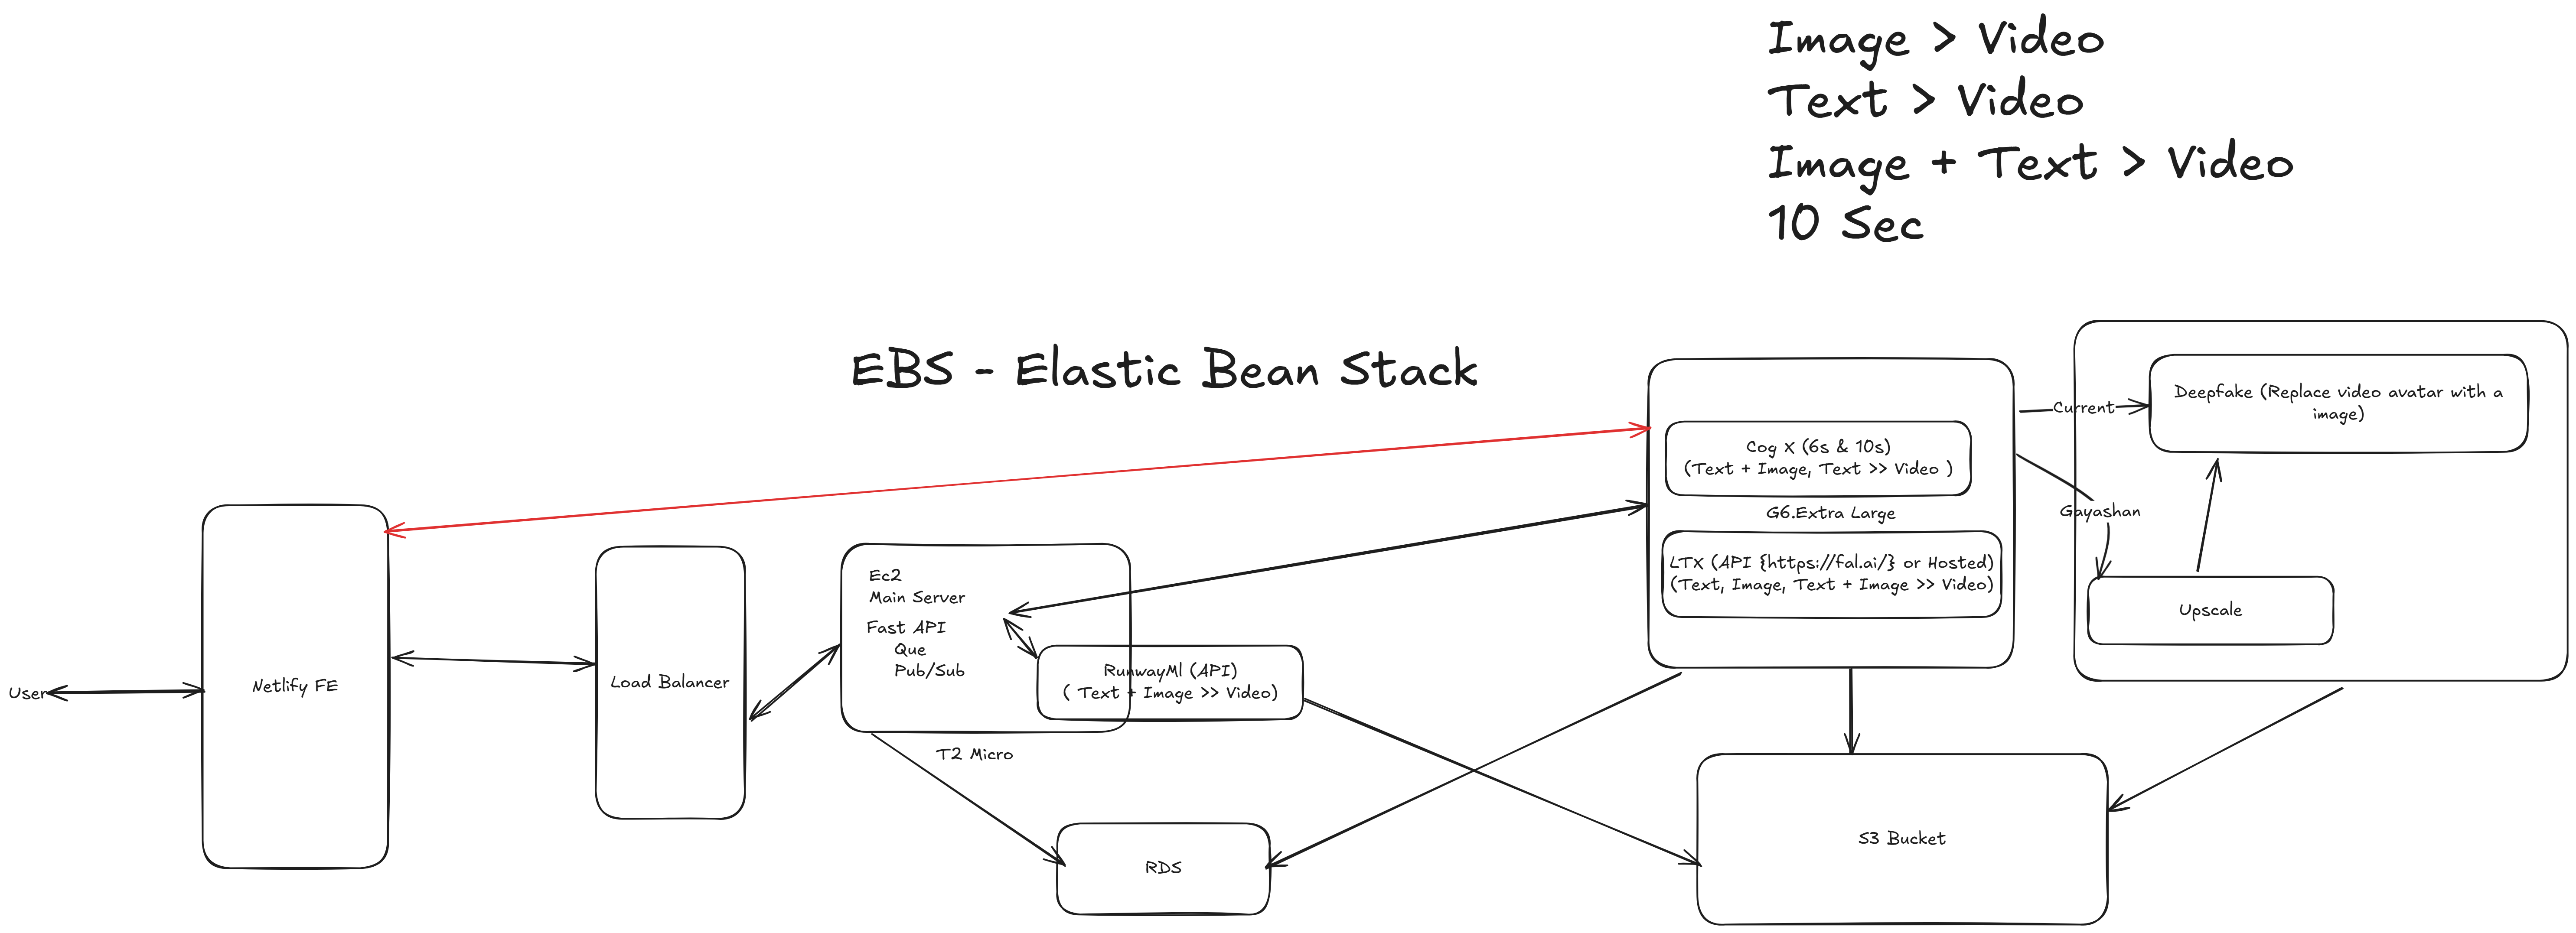 Image > Video
Text > Video
Image + Text > Video
10 Sec
EBS - Elastic Bean Stack
User
Netlify FE
Load Balancer
Ec2
Main Server
Fast API
Que
Pub/Sub
RunwayMl (API)
( Text + Image >> Video)
T2 Micro
RDS
Cog X (6s & 10s)
(Text + Image, Text >> Video )
G6.Extra Large
LTX (API {https://fal.ai/} or Hosted)
(Text, Image, Text + Image >> Video)
Current
Gayashan
Deepfake (Replace video avatar with a
image)
Upscale
S3 Bucket